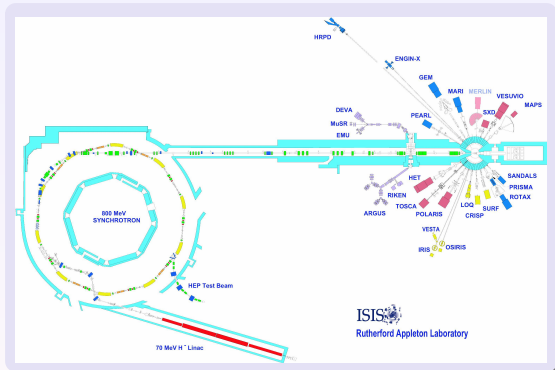 HRPD
ENGIN-X
GEM
MARI
MERLIN
VESUVIO
MAPS
SXD
DEVA
MuSR
EMU
PEARL
HET
SANDALS
PRISMA
ROTAX
RIKEN
TOSCA
ARGUS
POLARIS
LOQ
SURF
CRISP
VESTA
IRIS
OSIRIS
800 MeV
SYNCHROTRON
HEP Test Beam
70 MeV H⁻ Linac
ISIS
Rutherford Appleton Laboratory